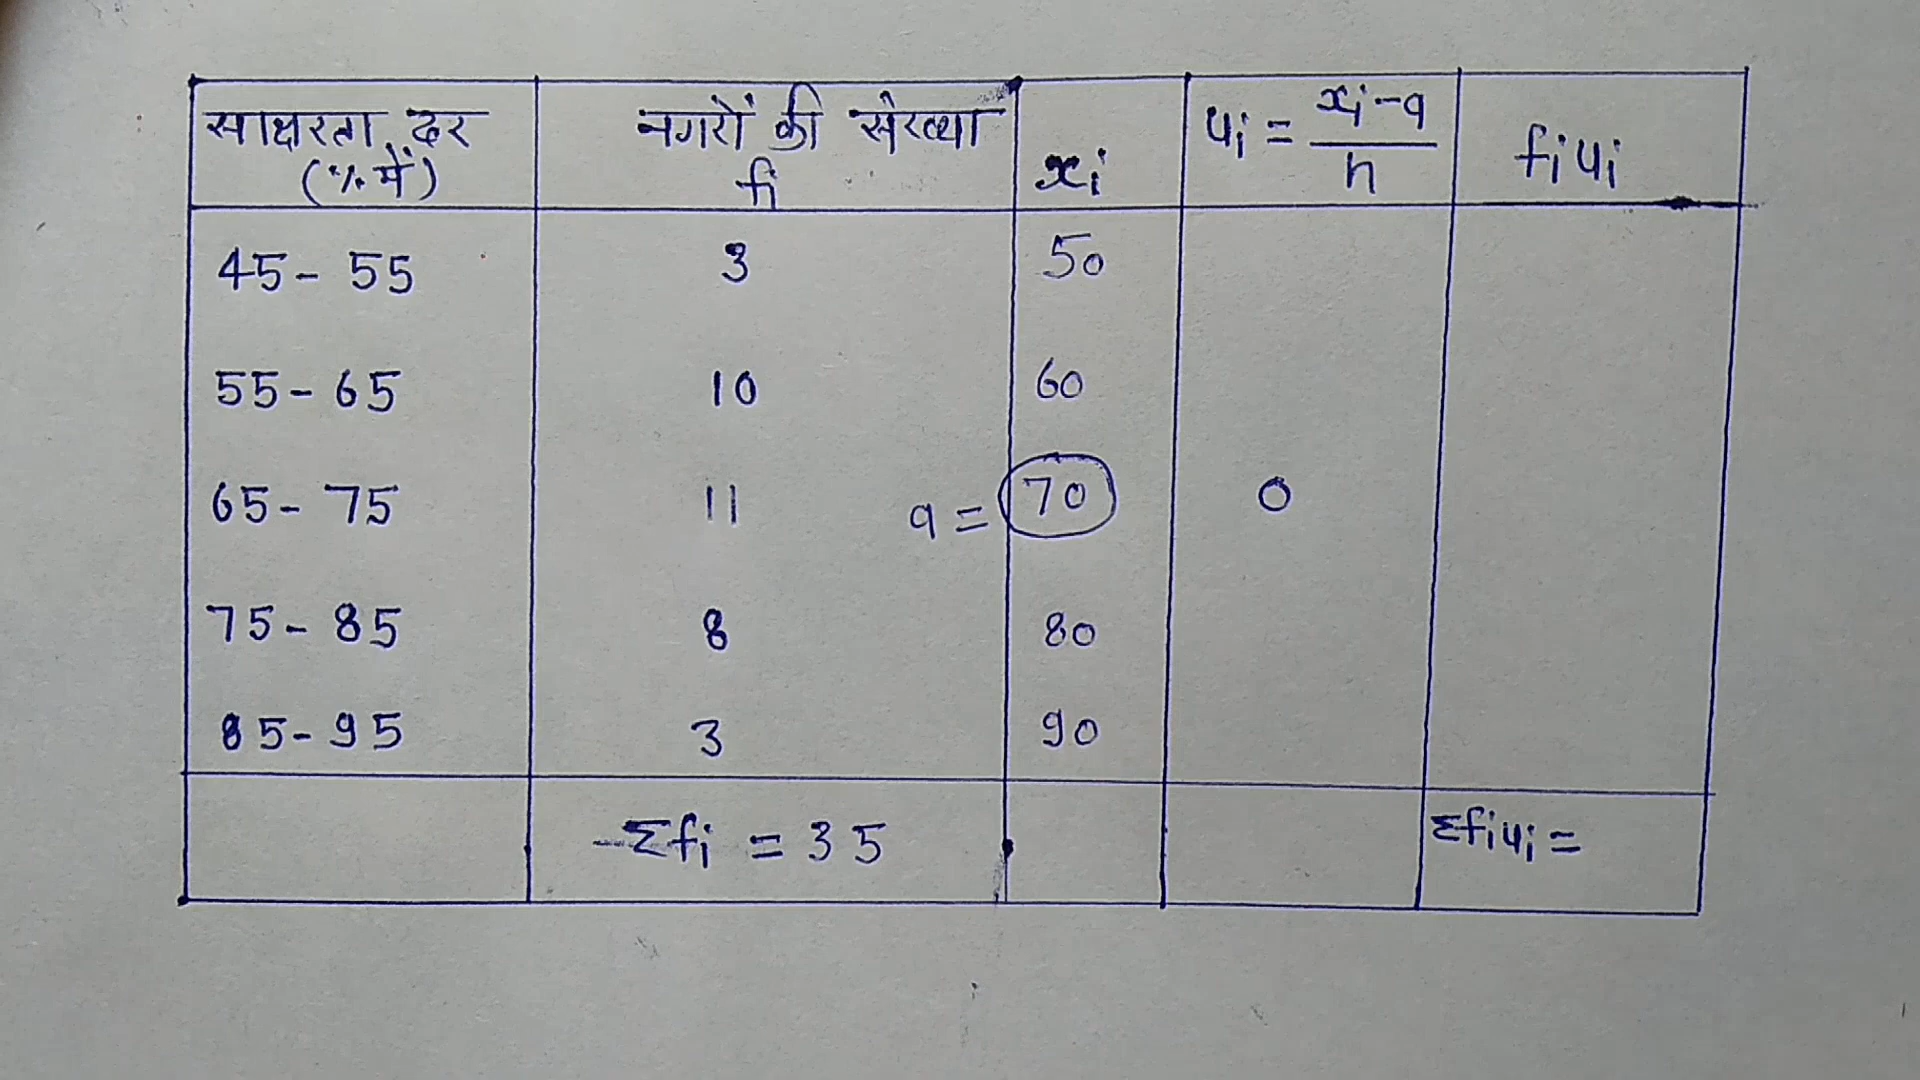 साक्षरता दर नगरों की संख्या xᵢ uᵢ = (xᵢ-a)/h fᵢuᵢ
(% में) fᵢ
45- 55 3 50
55- 65 10 60
65- 75 11 a = 70 0
75- 85 8 80
85- 95 3 90
Σfᵢ = 35 Σfᵢuᵢ =